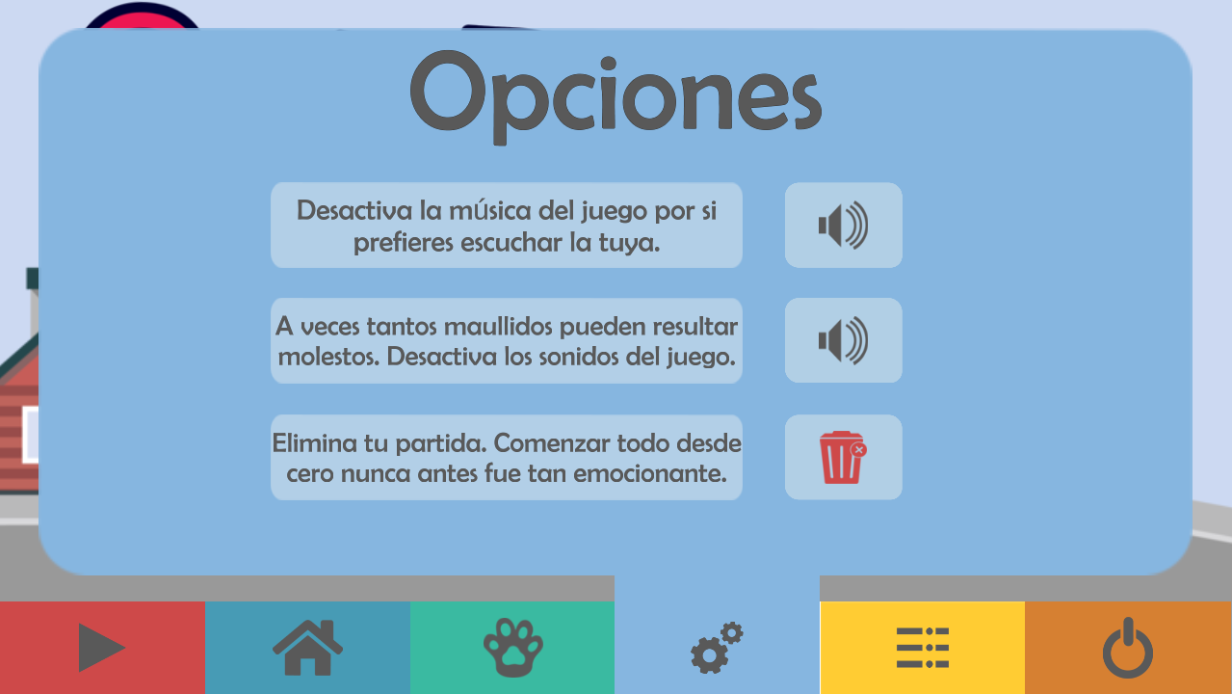 Opciones
Desactiva la música del juego por si
prefieres escuchar la tuya.
A veces tantos maullidos pueden resultar
molestos. Desactiva los sonidos del juego.
Elimina tu partida. Comenzar todo desde
cero nunca antes fue tan emocionante.